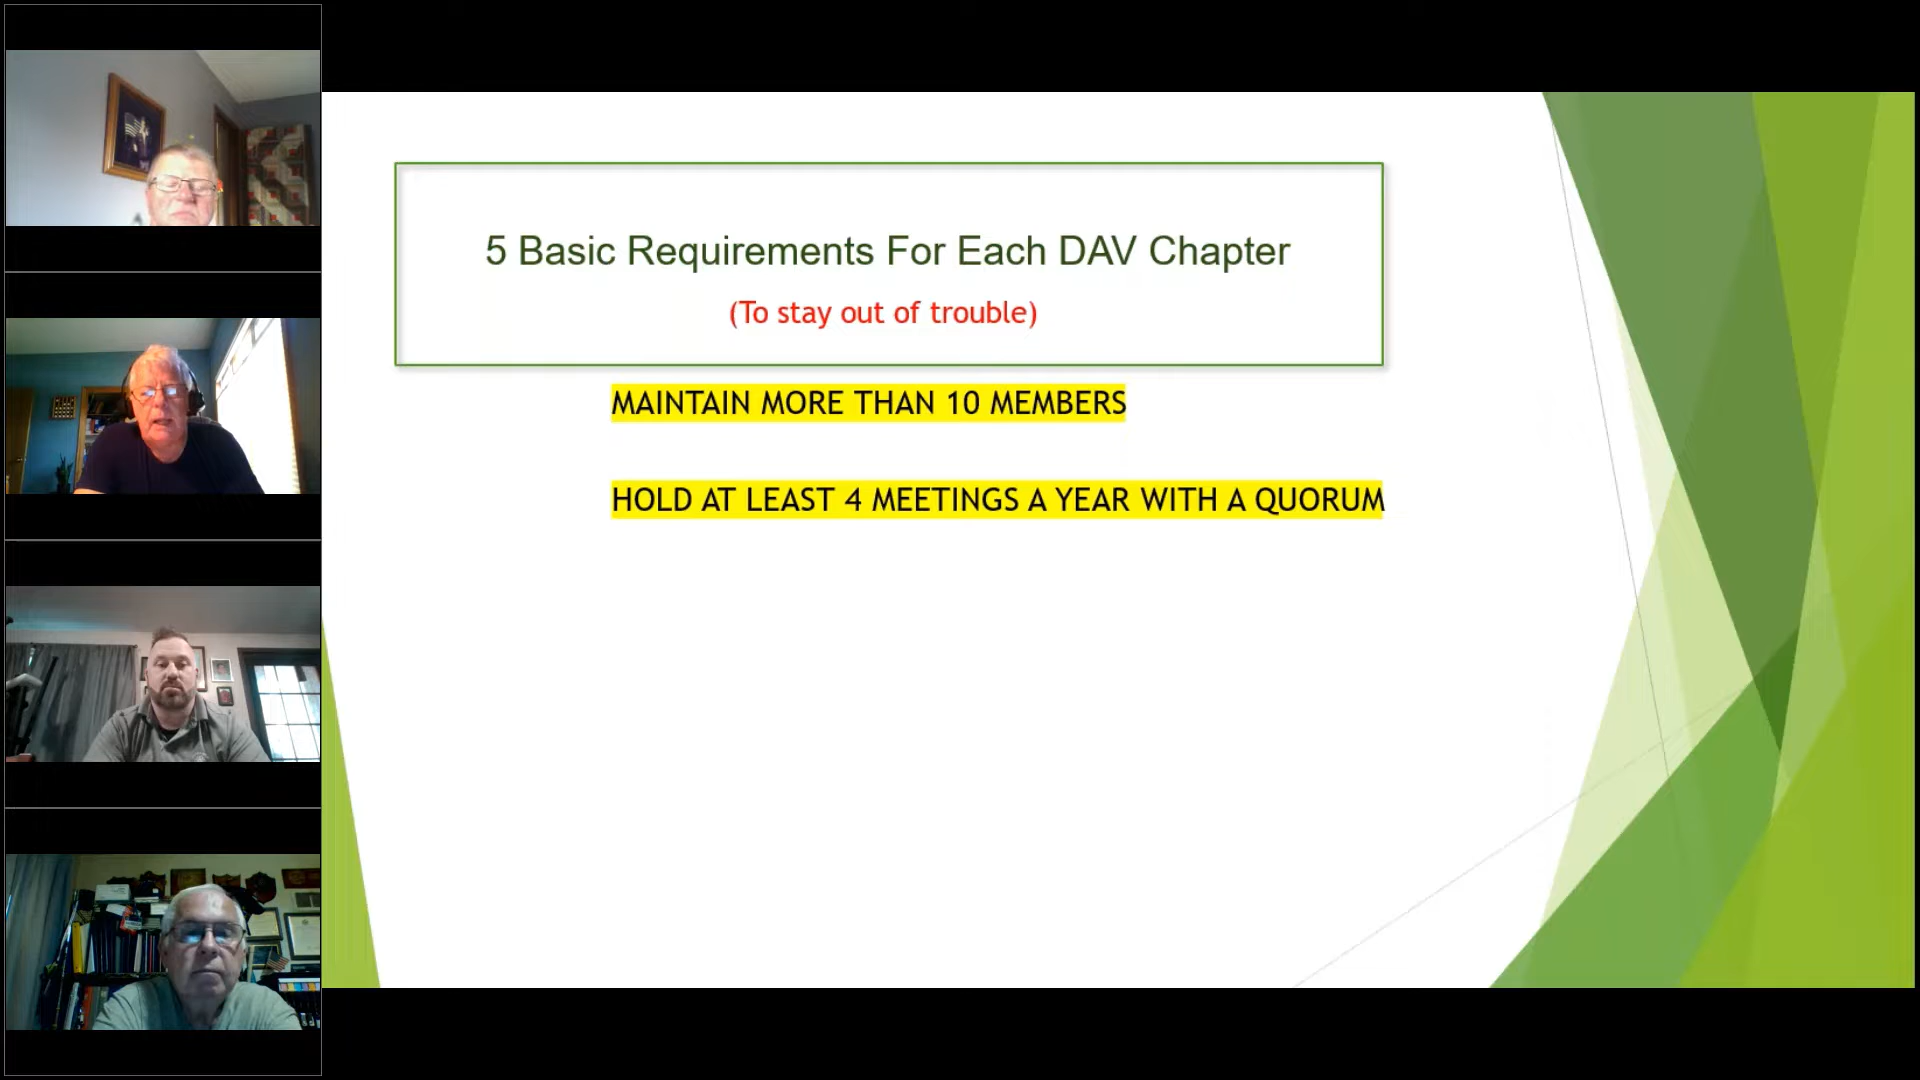 5 Basic Requirements For Each DAV Chapter
(To stay out of trouble)
MAINTAIN MORE THAN 10 MEMBERS
HOLD AT LEAST 4 MEETINGS A YEAR WITH A QUORUM